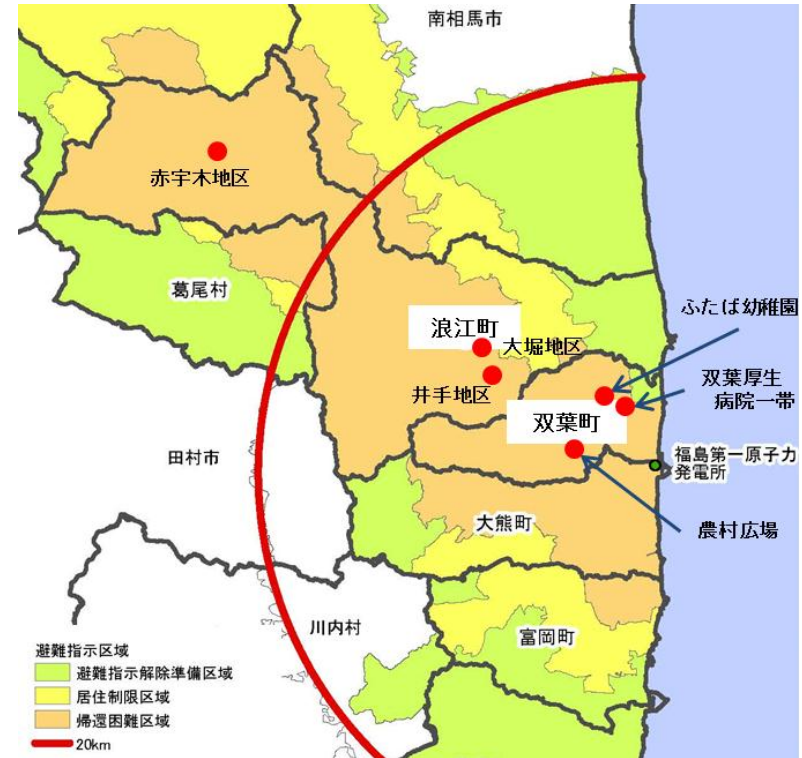 南相馬市
赤宇木地区
葛尾村
ふたば幼稚園
浪江町
大堀地区
双葉厚生
病院一帯
井手地区
双葉町
田村市
福島第一原子力
発電所
大熊町
農村広場
川内村
富岡町
避難指示区域
避難指示解除準備区域
居住制限区域
帰還困難区域
20km